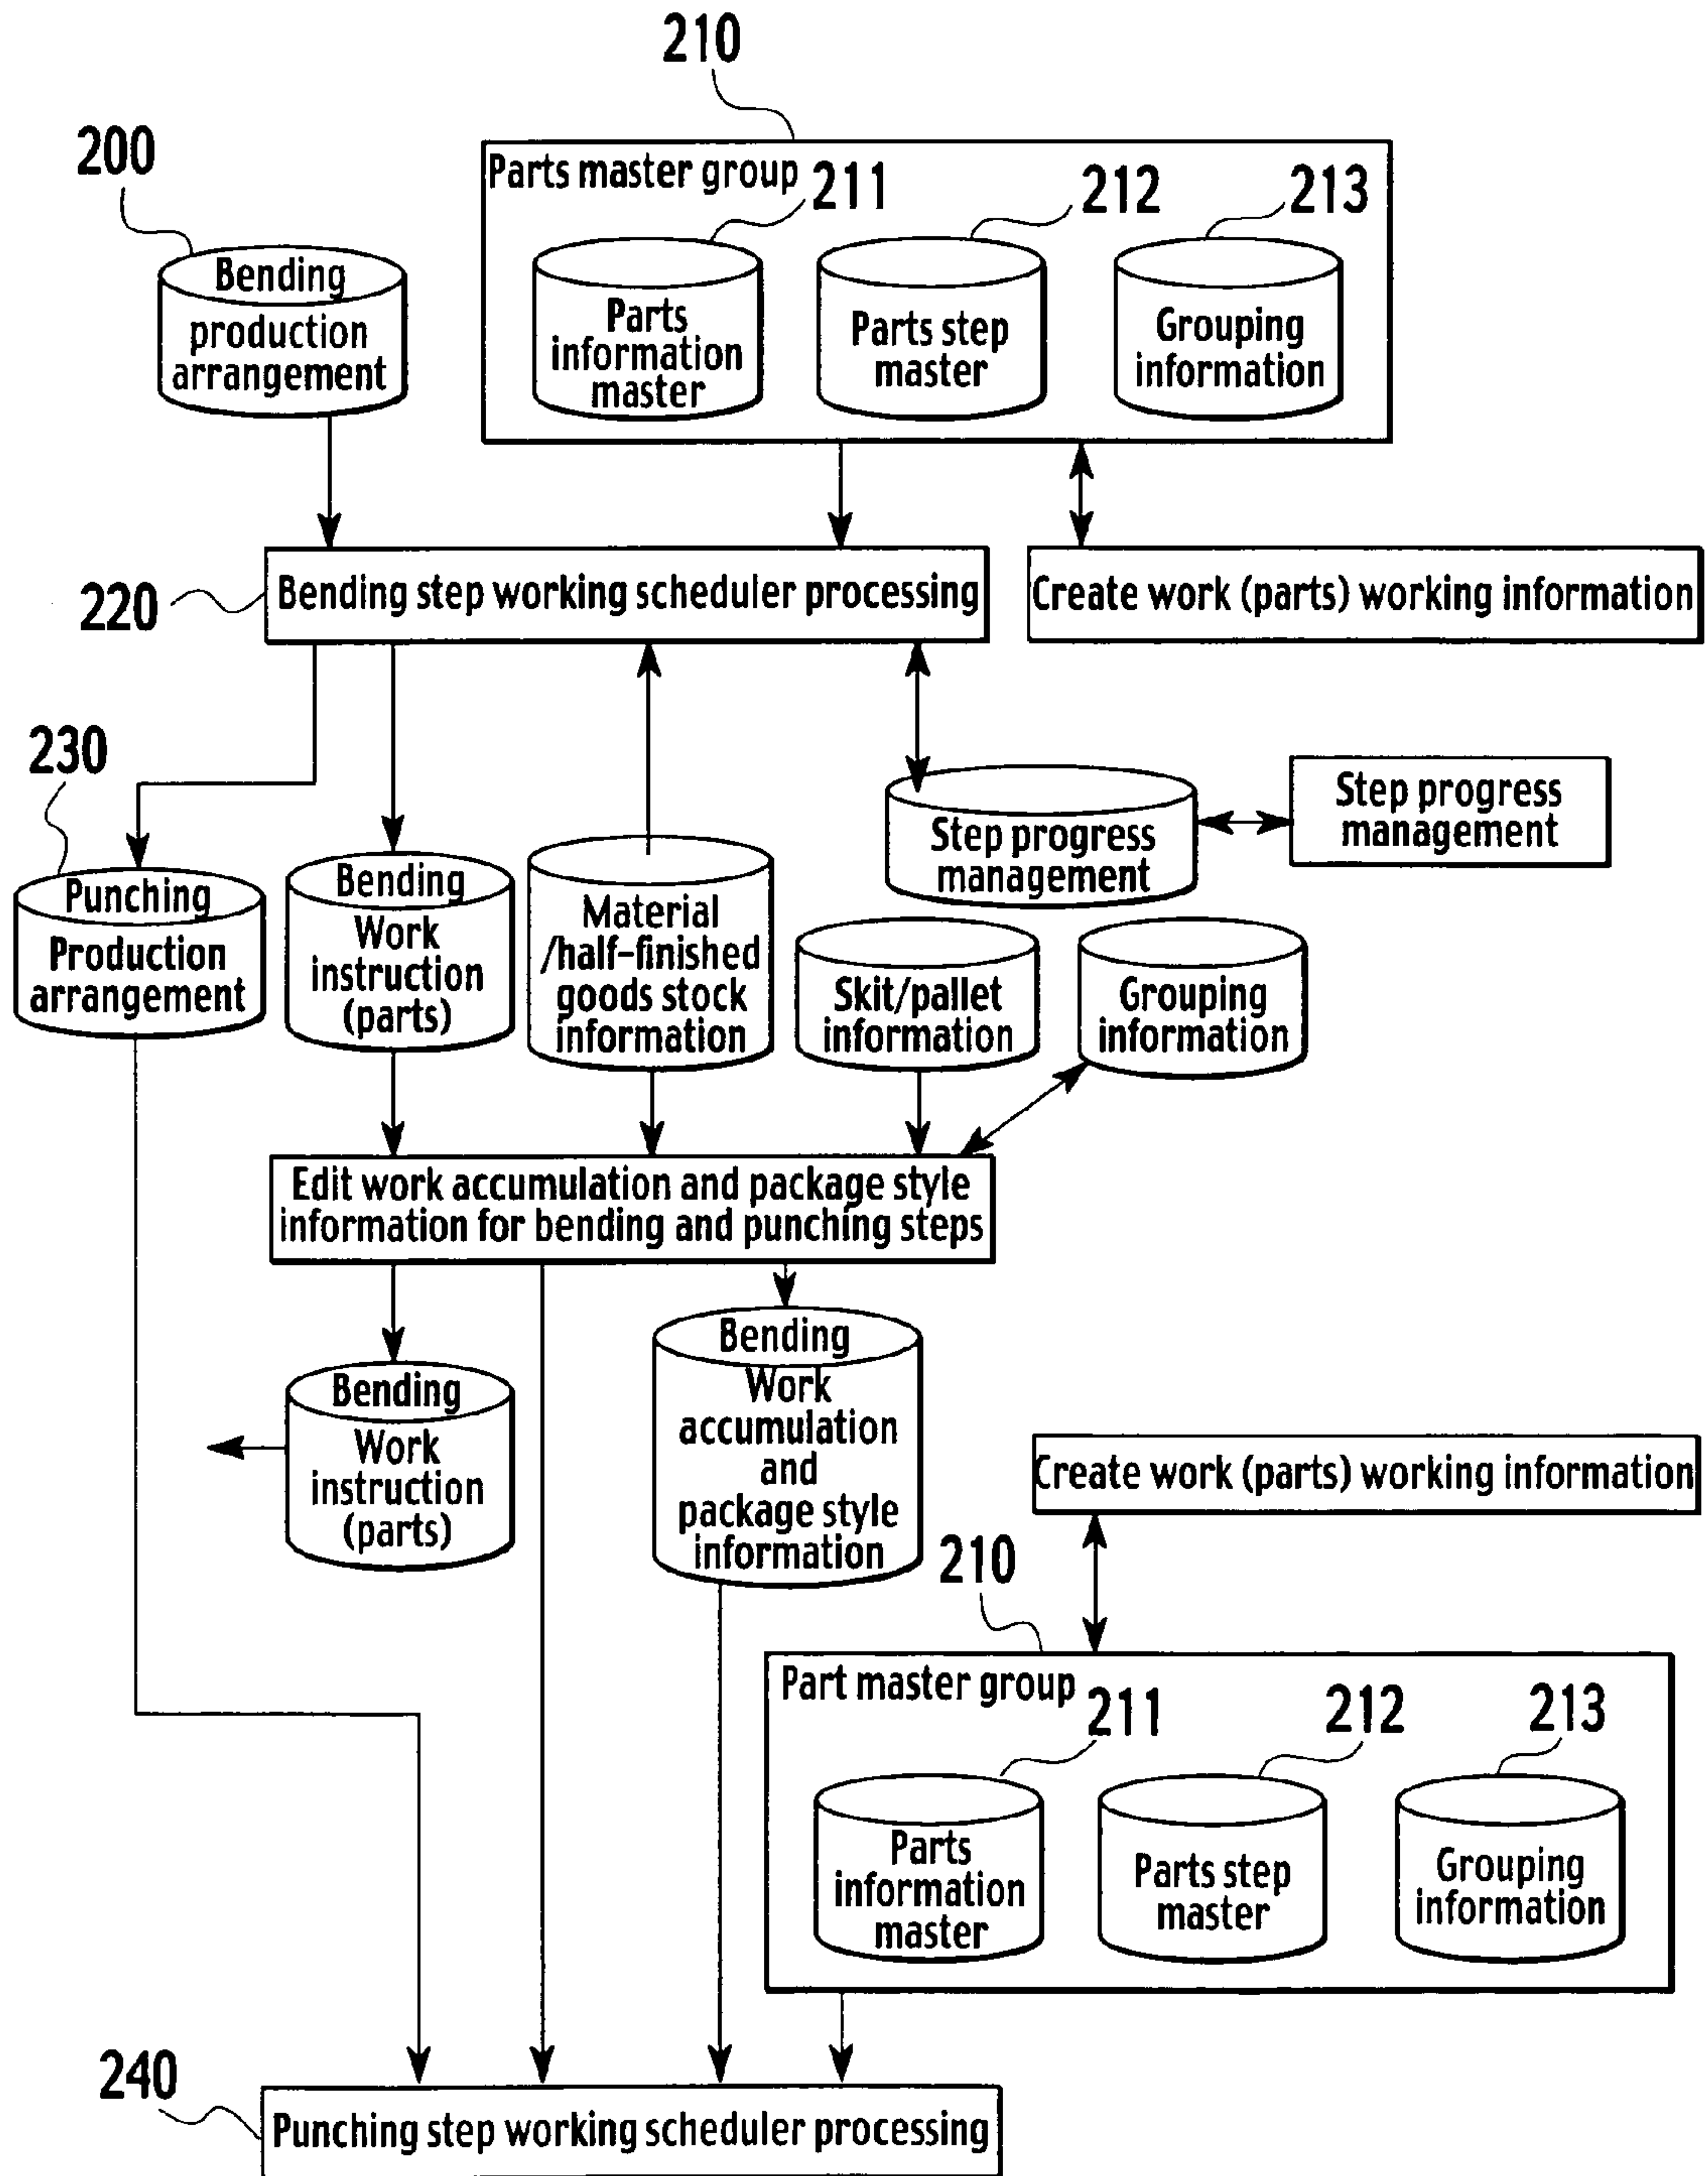 210
200
Parts master group
211
212
213
Bending
production
arrangement
Parts
information
master
Parts step
master
Grouping
information
220
Bending step working scheduler processing
Create work (parts) working information
230
Step progress
management
Step progress
management
Punching
Production
arrangement
Bending
Work
instruction
(parts)
Material
/half-finished
goods stock
information
Skit/pallet
information
Grouping
information
Edit work accumulation and package style
information for bending and punching steps
Bending
Work
instruction
(parts)
Bending
Work
accumulation
and
package style
information
Create work (parts) working information
210
Part master group
211
212
213
Parts
information
master
Parts step
master
Grouping
information
240
Punching step working scheduler processing